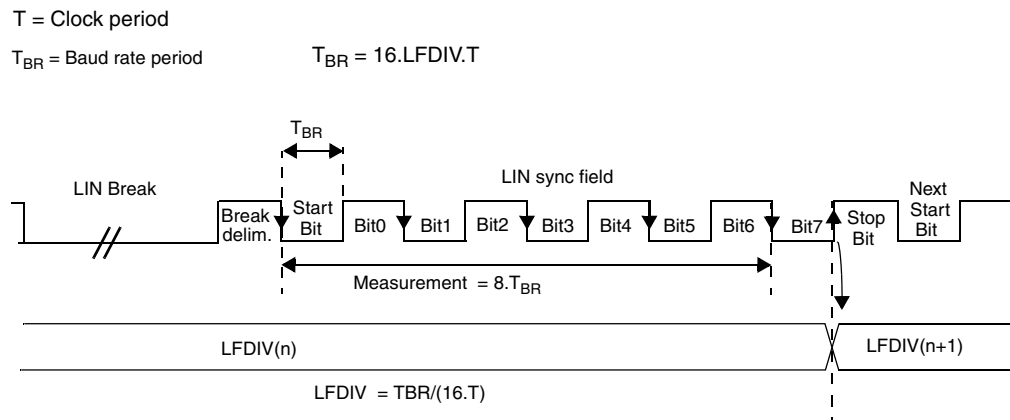 T = Clock period
T_BR = Baud rate period
T_BR = 16.LFDIV.T
T_BR
LIN Break
LIN sync field
Break delim.
Start Bit
Bit0
Bit1
Bit2
Bit3
Bit4
Bit5
Bit6
Bit7
Stop Bit
Next Start Bit
Measurement = 8.T_BR
LFDIV(n)
LFDIV(n+1)
LFDIV = TBR/(16.T)